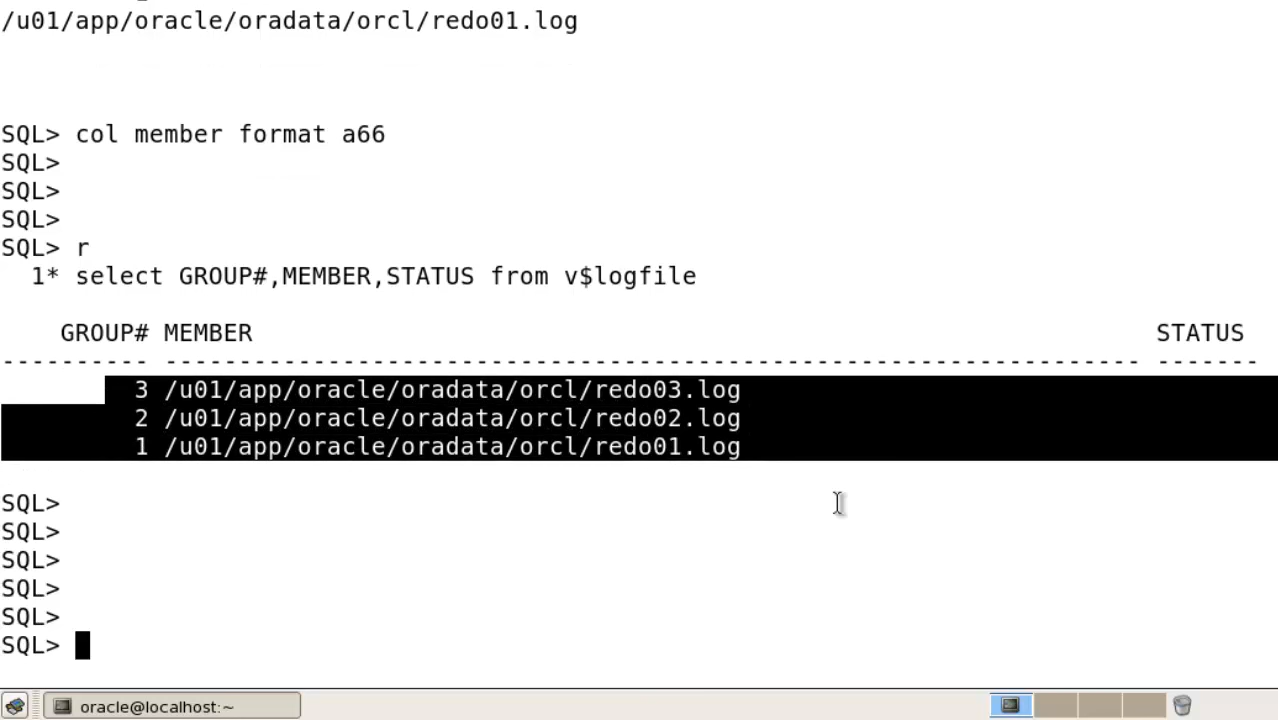 /u01/app/oracle/oradata/orcl/redo01.log
SQL> col member format a66
SQL>
SQL>
SQL>
SQL> r
  1* select GROUP#,MEMBER,STATUS from v$logfile
    GROUP# MEMBER                                                             STATUS
---------- ------------------------------------------------------------------ -------
         3 /u01/app/oracle/oradata/orcl/redo03.log
         2 /u01/app/oracle/oradata/orcl/redo02.log
         1 /u01/app/oracle/oradata/orcl/redo01.log
SQL>
SQL>
SQL>
SQL>
SQL>
SQL>
oracle@localhost:~